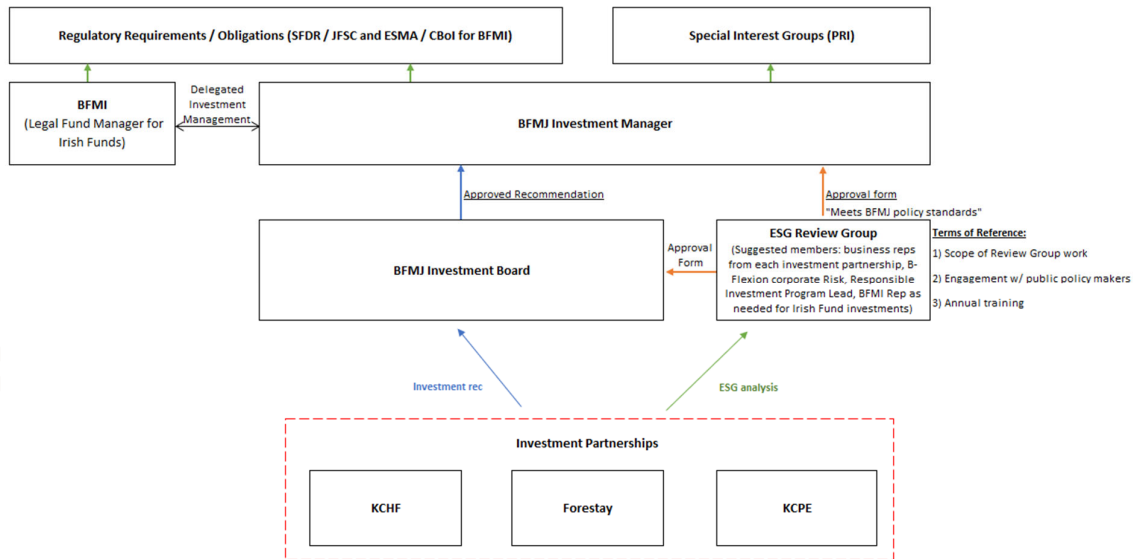 Regulatory Requirements / Obligations (SFDR / JFSC and ESMA / CBoI for BFMI)
Special Interest Groups (PRI)
BFMI
(Legal Fund Manager for
Irish Funds)
Delegated
Investment
Management
BFMJ Investment Manager
Approved Recommendation
Approval form
"Meets BFMJ policy standards"
BFMJ Investment Board
Approval
Form
ESG Review Group
(Suggested members: business reps
from each investment partnership, B-
Flexion corporate Risk, Responsible
Investment Program Lead, BFMI Rep as
needed for Irish Fund investments)
Terms of Reference:
1) Scope of Review Group work
2) Engagement w/ public policy makers
3) Annual training
Investment rec
ESG analysis
Investment Partnerships
KCHF
Forestay
KCPE